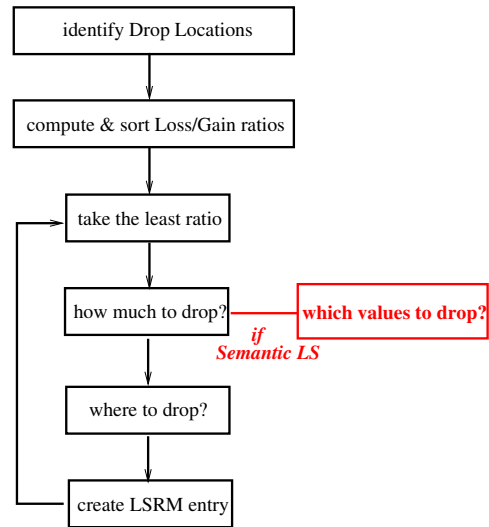 identify Drop Locations
compute & sort Loss/Gain ratios
take the least ratio
how much to drop?
which values to drop?
if
Semantic LS
where to drop?
create LSRM entry